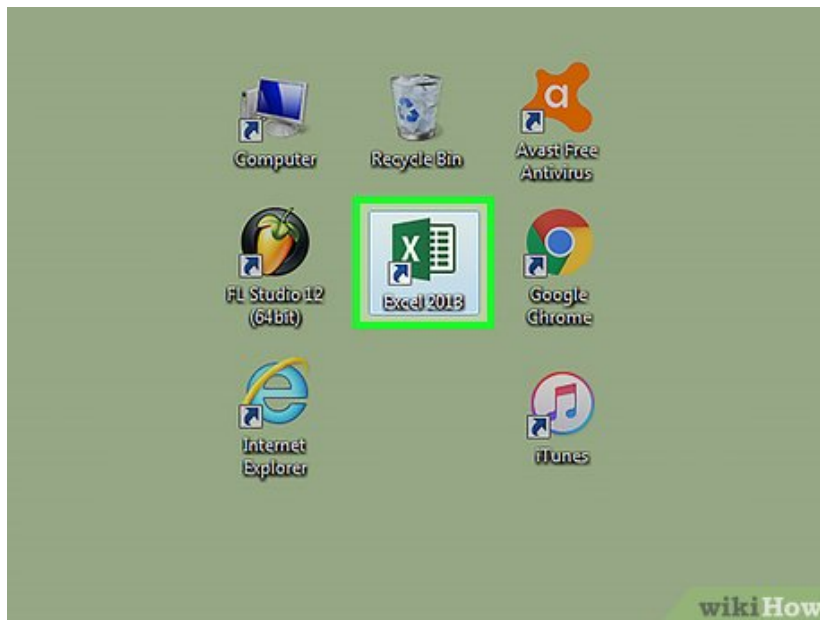 Computer
Recycle Bin
Avast Free
Antivirus
FL Studio 12
(64bit)
Excel 2013
Google
Chrome
Internet
Explorer
iTunes
wikiHow